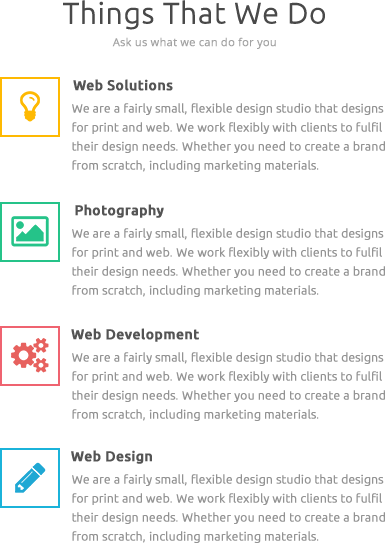 Things That We Do
Ask us what we can do for you
Web Solutions
We are a fairly small, flexible design studio that designs
for print and web. We work flexibly with clients to fulfil
their design needs. Whether you need to create a brand
from scratch, including marketing materials.
Photography
We are a fairly small, flexible design studio that designs
for print and web. We work flexibly with clients to fulfil
their design needs. Whether you need to create a brand
from scratch, including marketing materials.
Web Development
We are a fairly small, flexible design studio that designs
for print and web. We work flexibly with clients to fulfil
their design needs. Whether you need to create a brand
from scratch, including marketing materials.
Web Design
We are a fairly small, flexible design studio that designs
for print and web. We work flexibly with clients to fulfil
their design needs. Whether you need to create a brand
from scratch, including marketing materials.